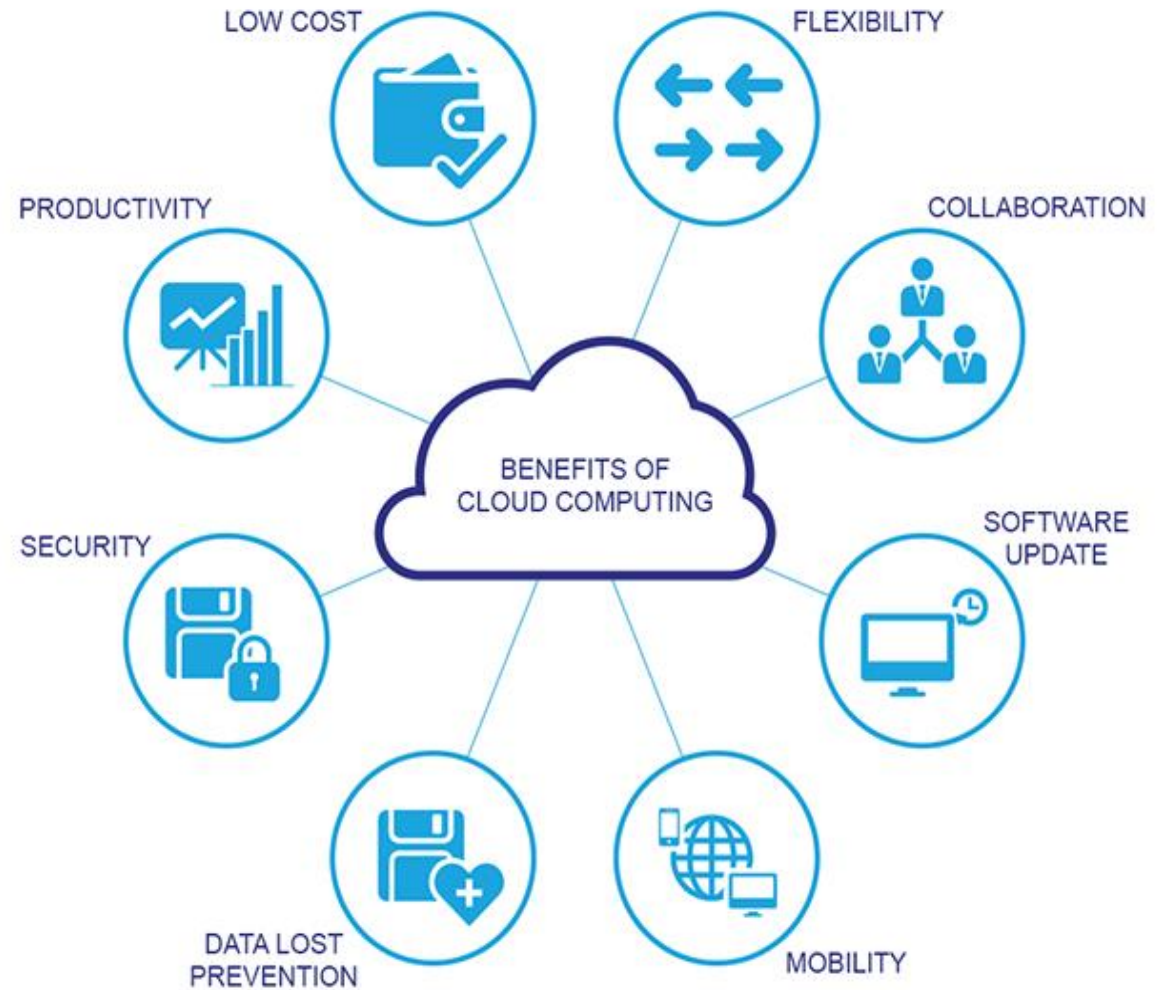 LOW COST
FLEXIBILITY
PRODUCTIVITY
COLLABORATION
BENEFITS OF
CLOUD COMPUTING
SECURITY
SOFTWARE
UPDATE
DATA LOST
PREVENTION
MOBILITY